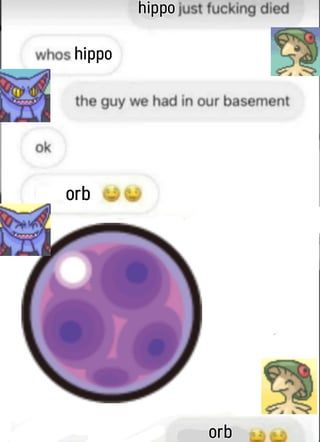 hippo just fucking died
whos hippo
the guy we had in our basement
ok
orb 🥴🥴
orb 🥴🥴